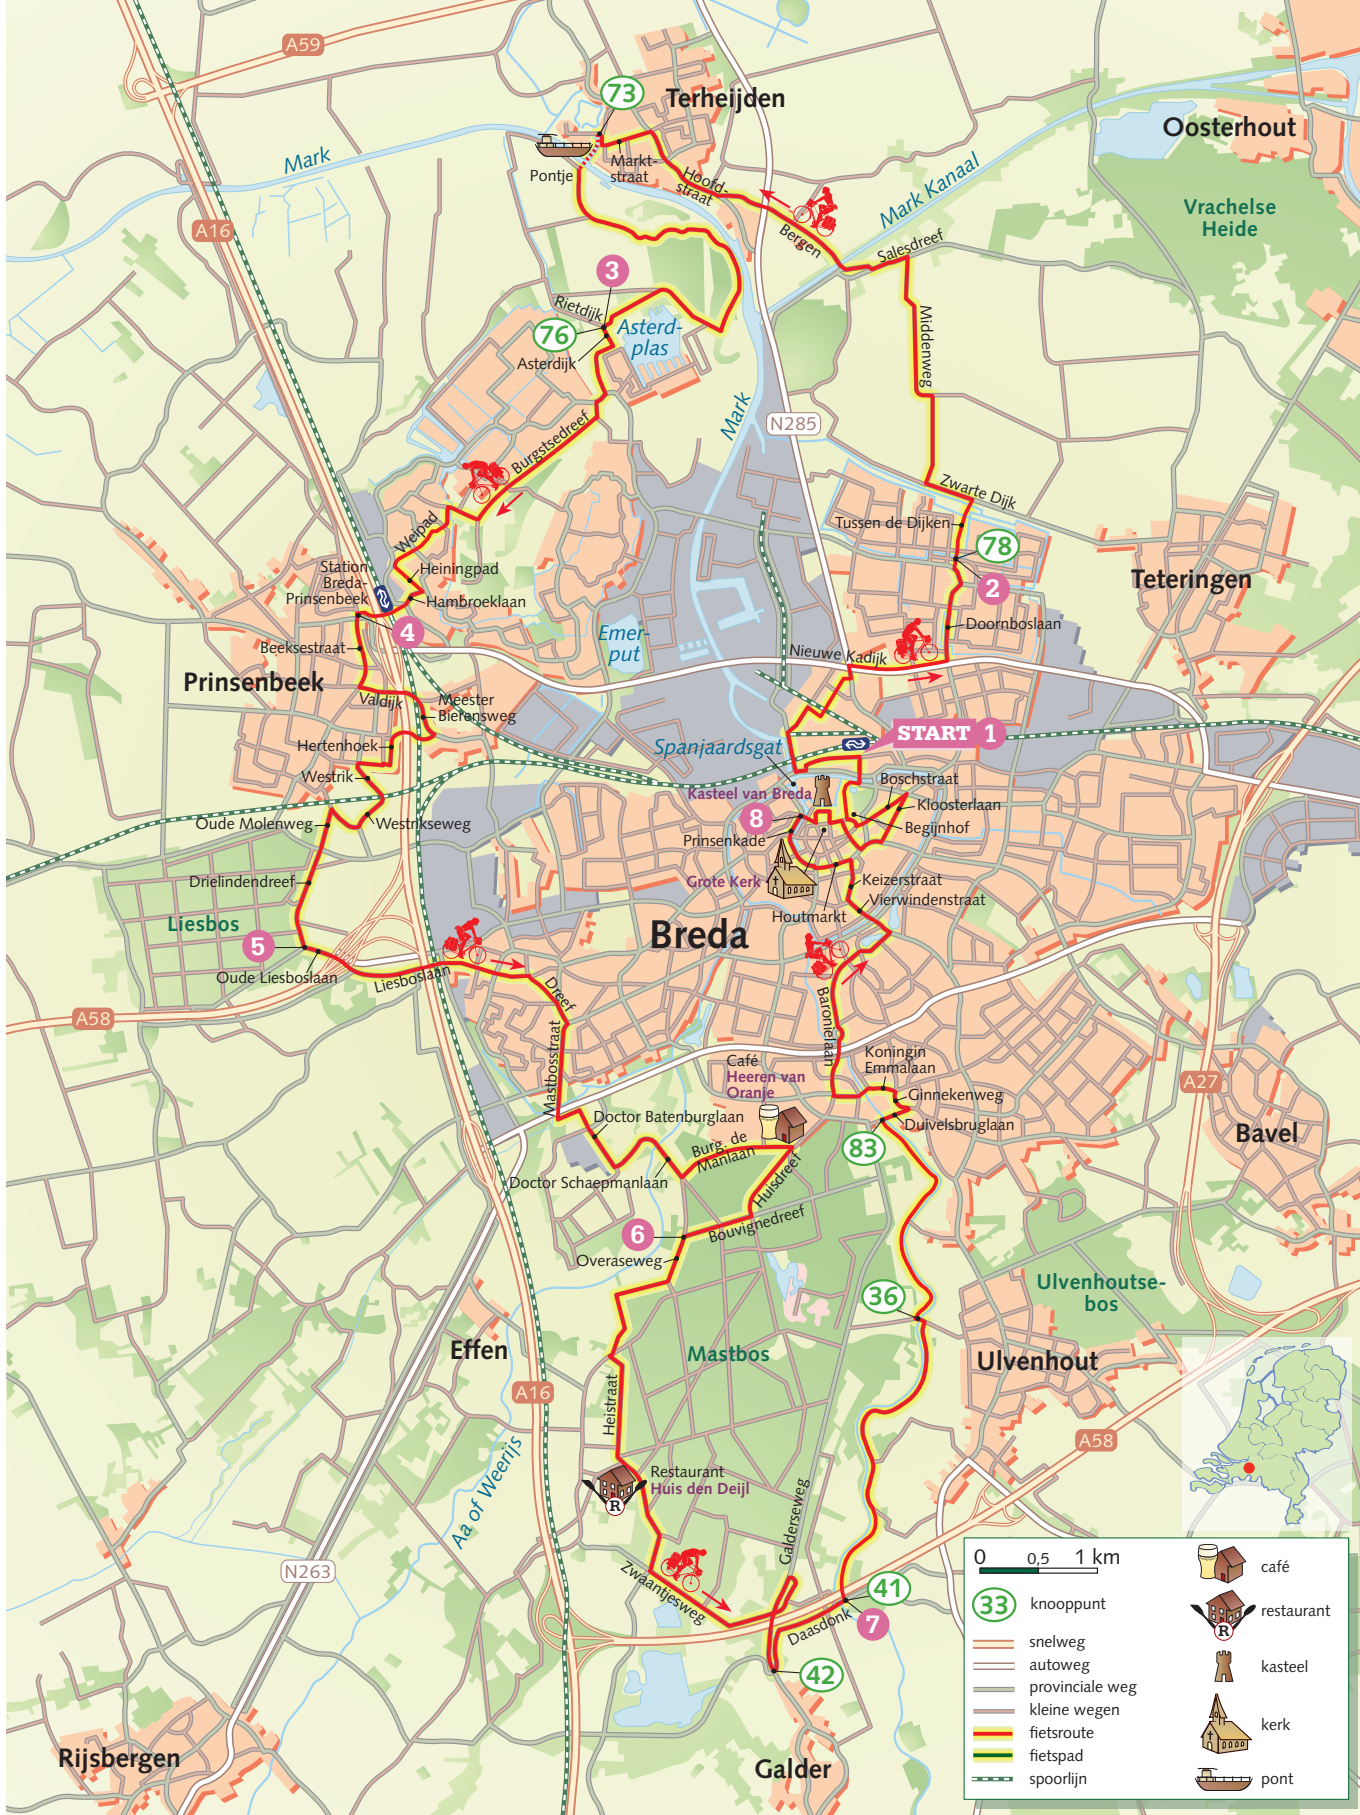 A59
73
Terheijden
Oosterhout
Mark
Pontje
Markt-
straat
Hoofd-
straat
Mark Kanaal
Vrachelse
Heide
A16
Bergen
Salesdreef
3
Rietdijk
76
Asterd-
plas
Asterdijk
Middenweg
Mark
N285
Burgstsedreef
Zwarte Dijk
Weipad
Tussen de Dijken
78
Station
Breda-
Prinsenbeek
Heiningpad
Hambroeklaan
2
Teteringen
4
Emer-
put
Doornboslaan
Beeksestraat
Nieuwe Kadijk
Prinsenbeek
Valdijk
Meester
Bierensweg
START 1
Hertenhoek
Spanjaardsgat
Westrik
Boschstraat
Kasteel van Breda
Kloosterlaan
Oude Molenweg
Westrikseweg
8
Begijnhof
Prinsenkade
Drielindendreef
Grote Kerk
Keizerstraat
Vierwindenstraat
Liesbos
Houtmarkt
5
Breda
Oude Liesboslaan
Liesboslaan
Dreef
Baronielaan
A58
Mastbosstraat
Café
Heeren van
Oranje
Koningin
Emmalaan
A27
Ginnekenweg
Doctor Batenburglaan
Duivelsbruglaan
Bavel
Burg. de
Manlaan
83
Doctor Schaepmanlaan
Huisdreef
Bouvignedreef
6
Overaseweg
Ulvenhoutse-
bos
36
Effen
Mastbos
Ulvenhout
A16
Heistraat
A58
Aa of Weerijs
Restaurant
Huis den Deijl
R
Galderseweg
N263
Zwaantjesweg
41
Daasdonk
7
42
Rijsbergen
Galder
0 0,5 1 km
33 knooppunt
snelweg
autoweg
provinciale weg
kleine wegen
fietsroute
fietspad
spoorlijn
café
R
restaurant
kasteel
kerk
pont